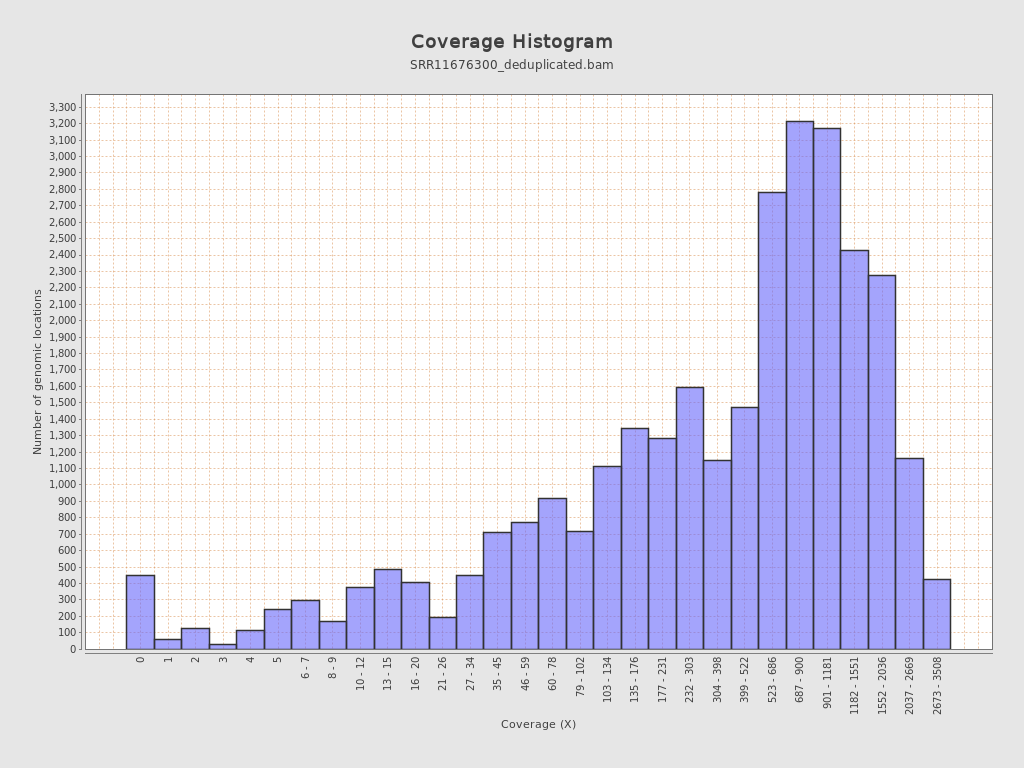 Coverage Histogram
SRR11676300_deduplicated.bam
3,300
3,200
3,100
3,000
2,900
2,800
2,700
2,600
2,500
2,400
2,300
2,200
2,100
2,000
1,900
1,800
1,700
1,600
1,500
1,400
1,300
1,200
1,100
1,000
900
800
700
600
500
400
300
200
100
0
Number of genomic locations
0
1
2
3
4
5
6 - 7
8 - 9
10 - 12
13 - 15
16 - 20
21 - 26
27 - 34
35 - 45
46 - 59
60 - 78
79 - 102
103 - 134
135 - 176
177 - 231
232 - 303
304 - 398
399 - 522
523 - 686
687 - 900
901 - 1181
1182 - 1551
1552 - 2036
2037 - 2669
2673 - 3508
Coverage (X)